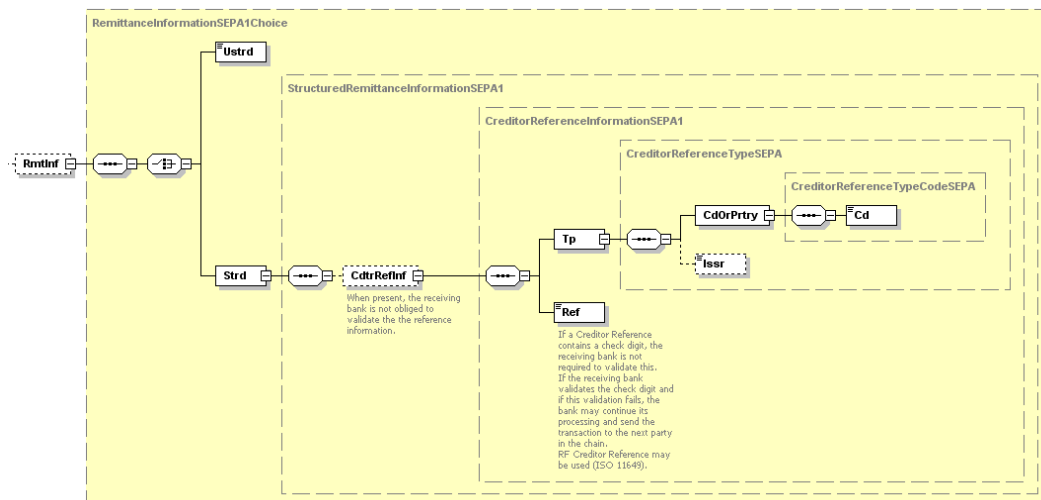 RemittanceInformationSEPA1Choice
Ustrd
StructuredRemittanceInformationSEPA1
CreditorReferenceInformationSEPA1
CreditorReferenceTypeSEPA
RmtInf
CreditorReferenceTypeCodeSEPA
CdOrPrtry
Cd
Tp
Issr
Strd
CdtrRefInf
When present, the receiving
bank is not obliged to
validate the the reference
information.
Ref
If a Creditor Reference
contains a check digit, the
receiving bank is not
required to validate this.
If the receiving bank
validates the check digit and
if this validation fails, the
bank may continue its
processing and send the
transaction to the next party
in the chain.
RF Creditor Reference may
be used (ISO 11649).